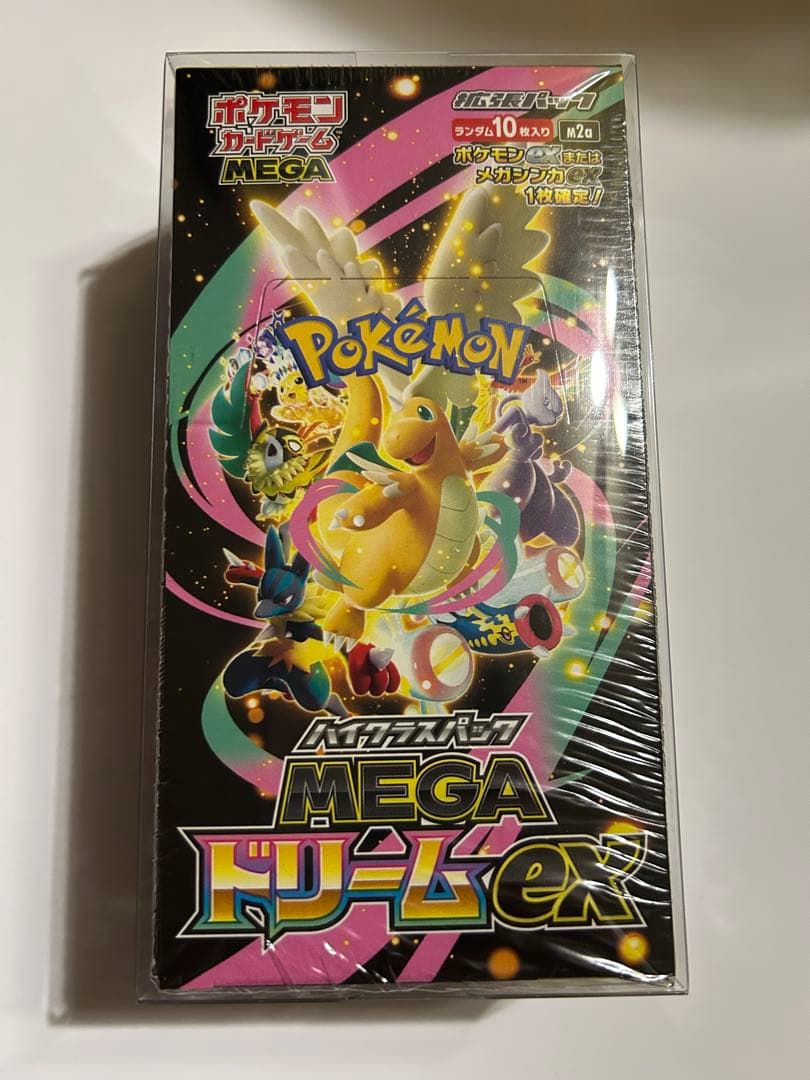 ポケモン
カードゲーム
MEGA
拡張パック
ランダム10枚入り
M2a
ポケモンexまたは
メガシンカex
1枚確定!
POKÉMON
TM
ハイクラスパック
MEGA
ドリームex